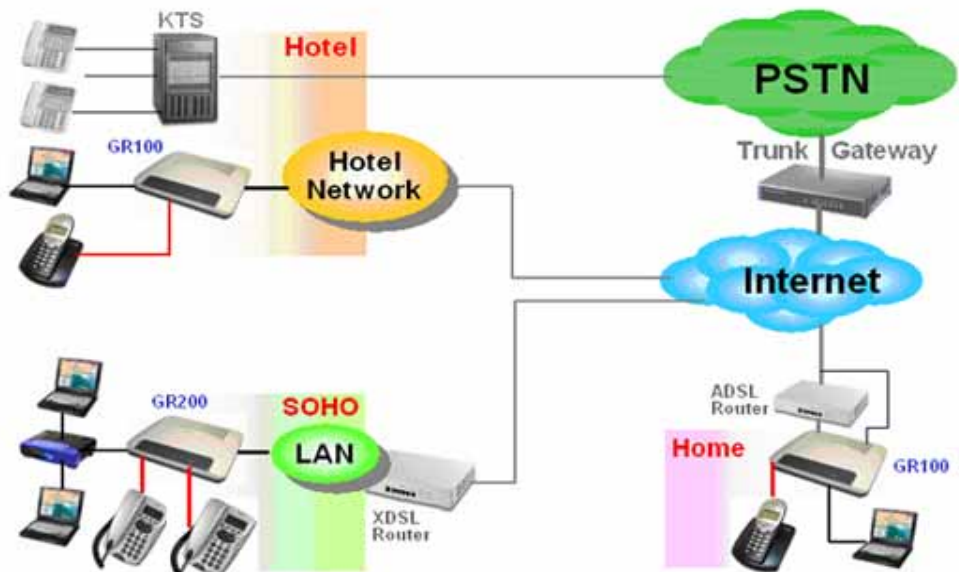 KTS
Hotel
PSTN
GR100
Hotel
Network
Trunk Gateway
Internet
GR200
SOHO
LAN
XDSL
Router
ADSL
Router
Home
GR100